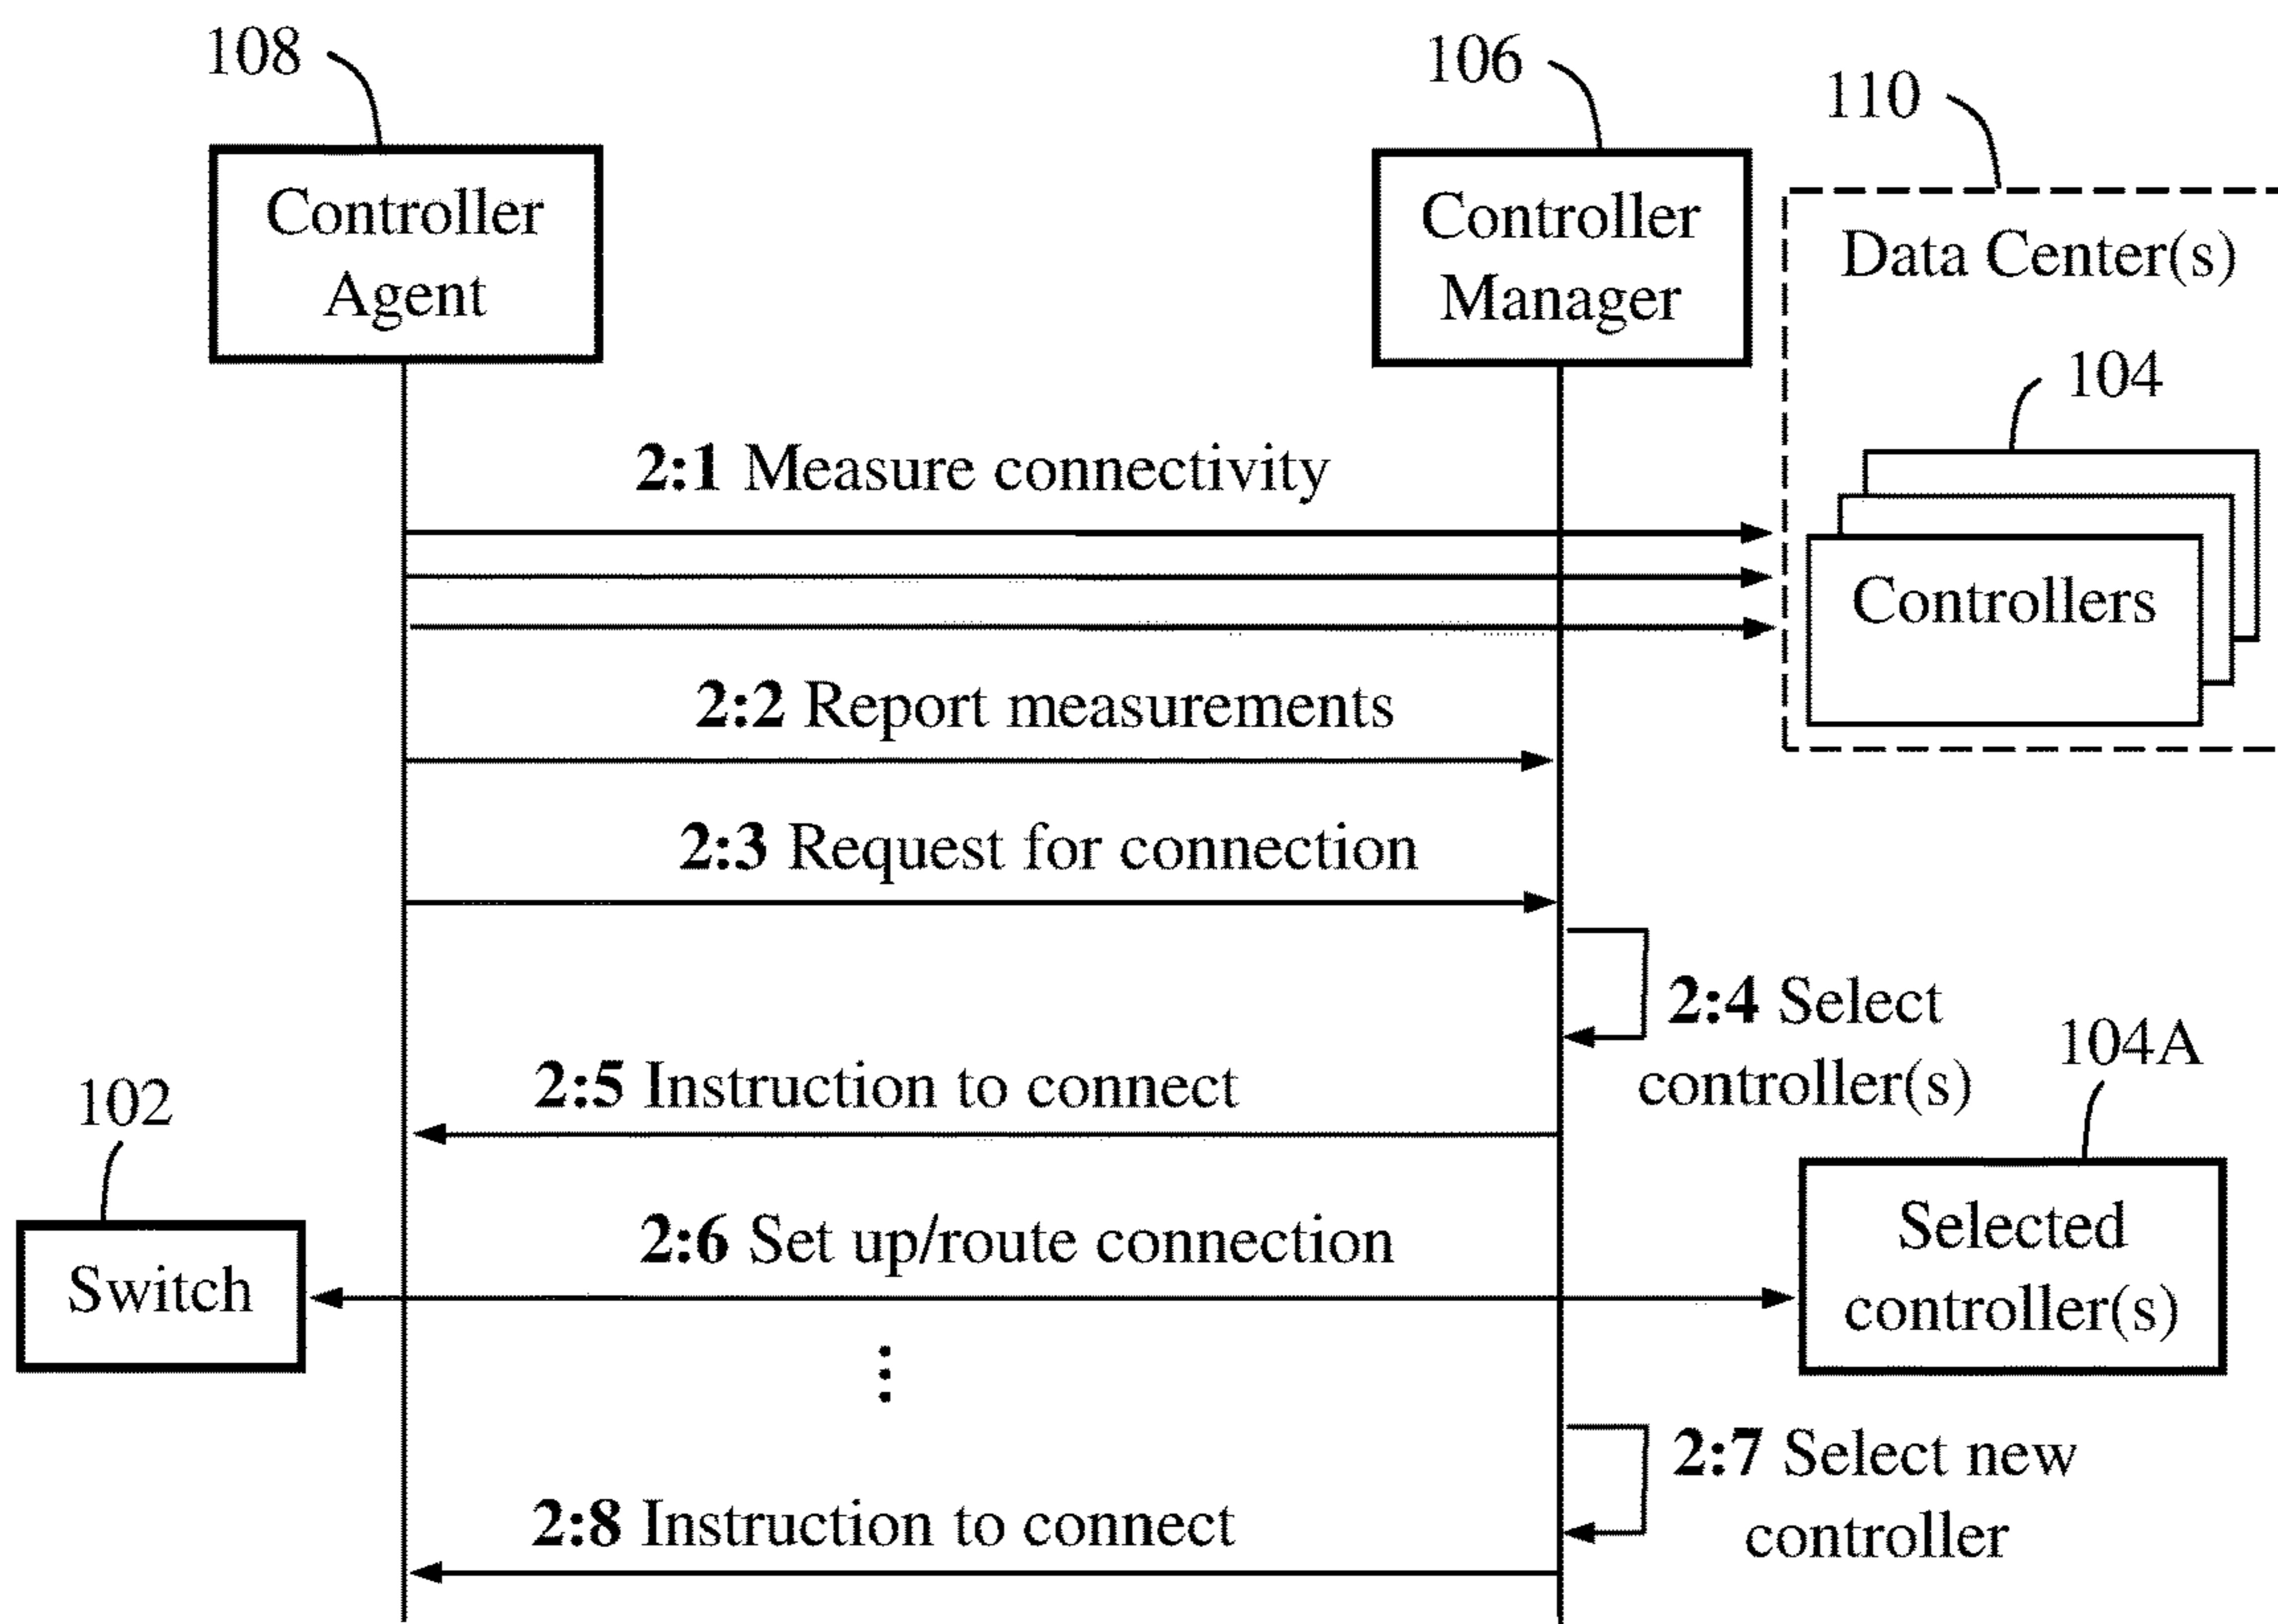 108
106
110
Controller
Agent
Controller
Manager
Data Center(s)
104
2:1 Measure connectivity
Controllers
2:2 Report measurements
2:3 Request for connection
2:4 Select
controller(s)
104A
2:5 Instruction to connect
102
Switch
2:6 Set up/route connection
Selected
controller(s)
2:7 Select new
controller
2:8 Instruction to connect